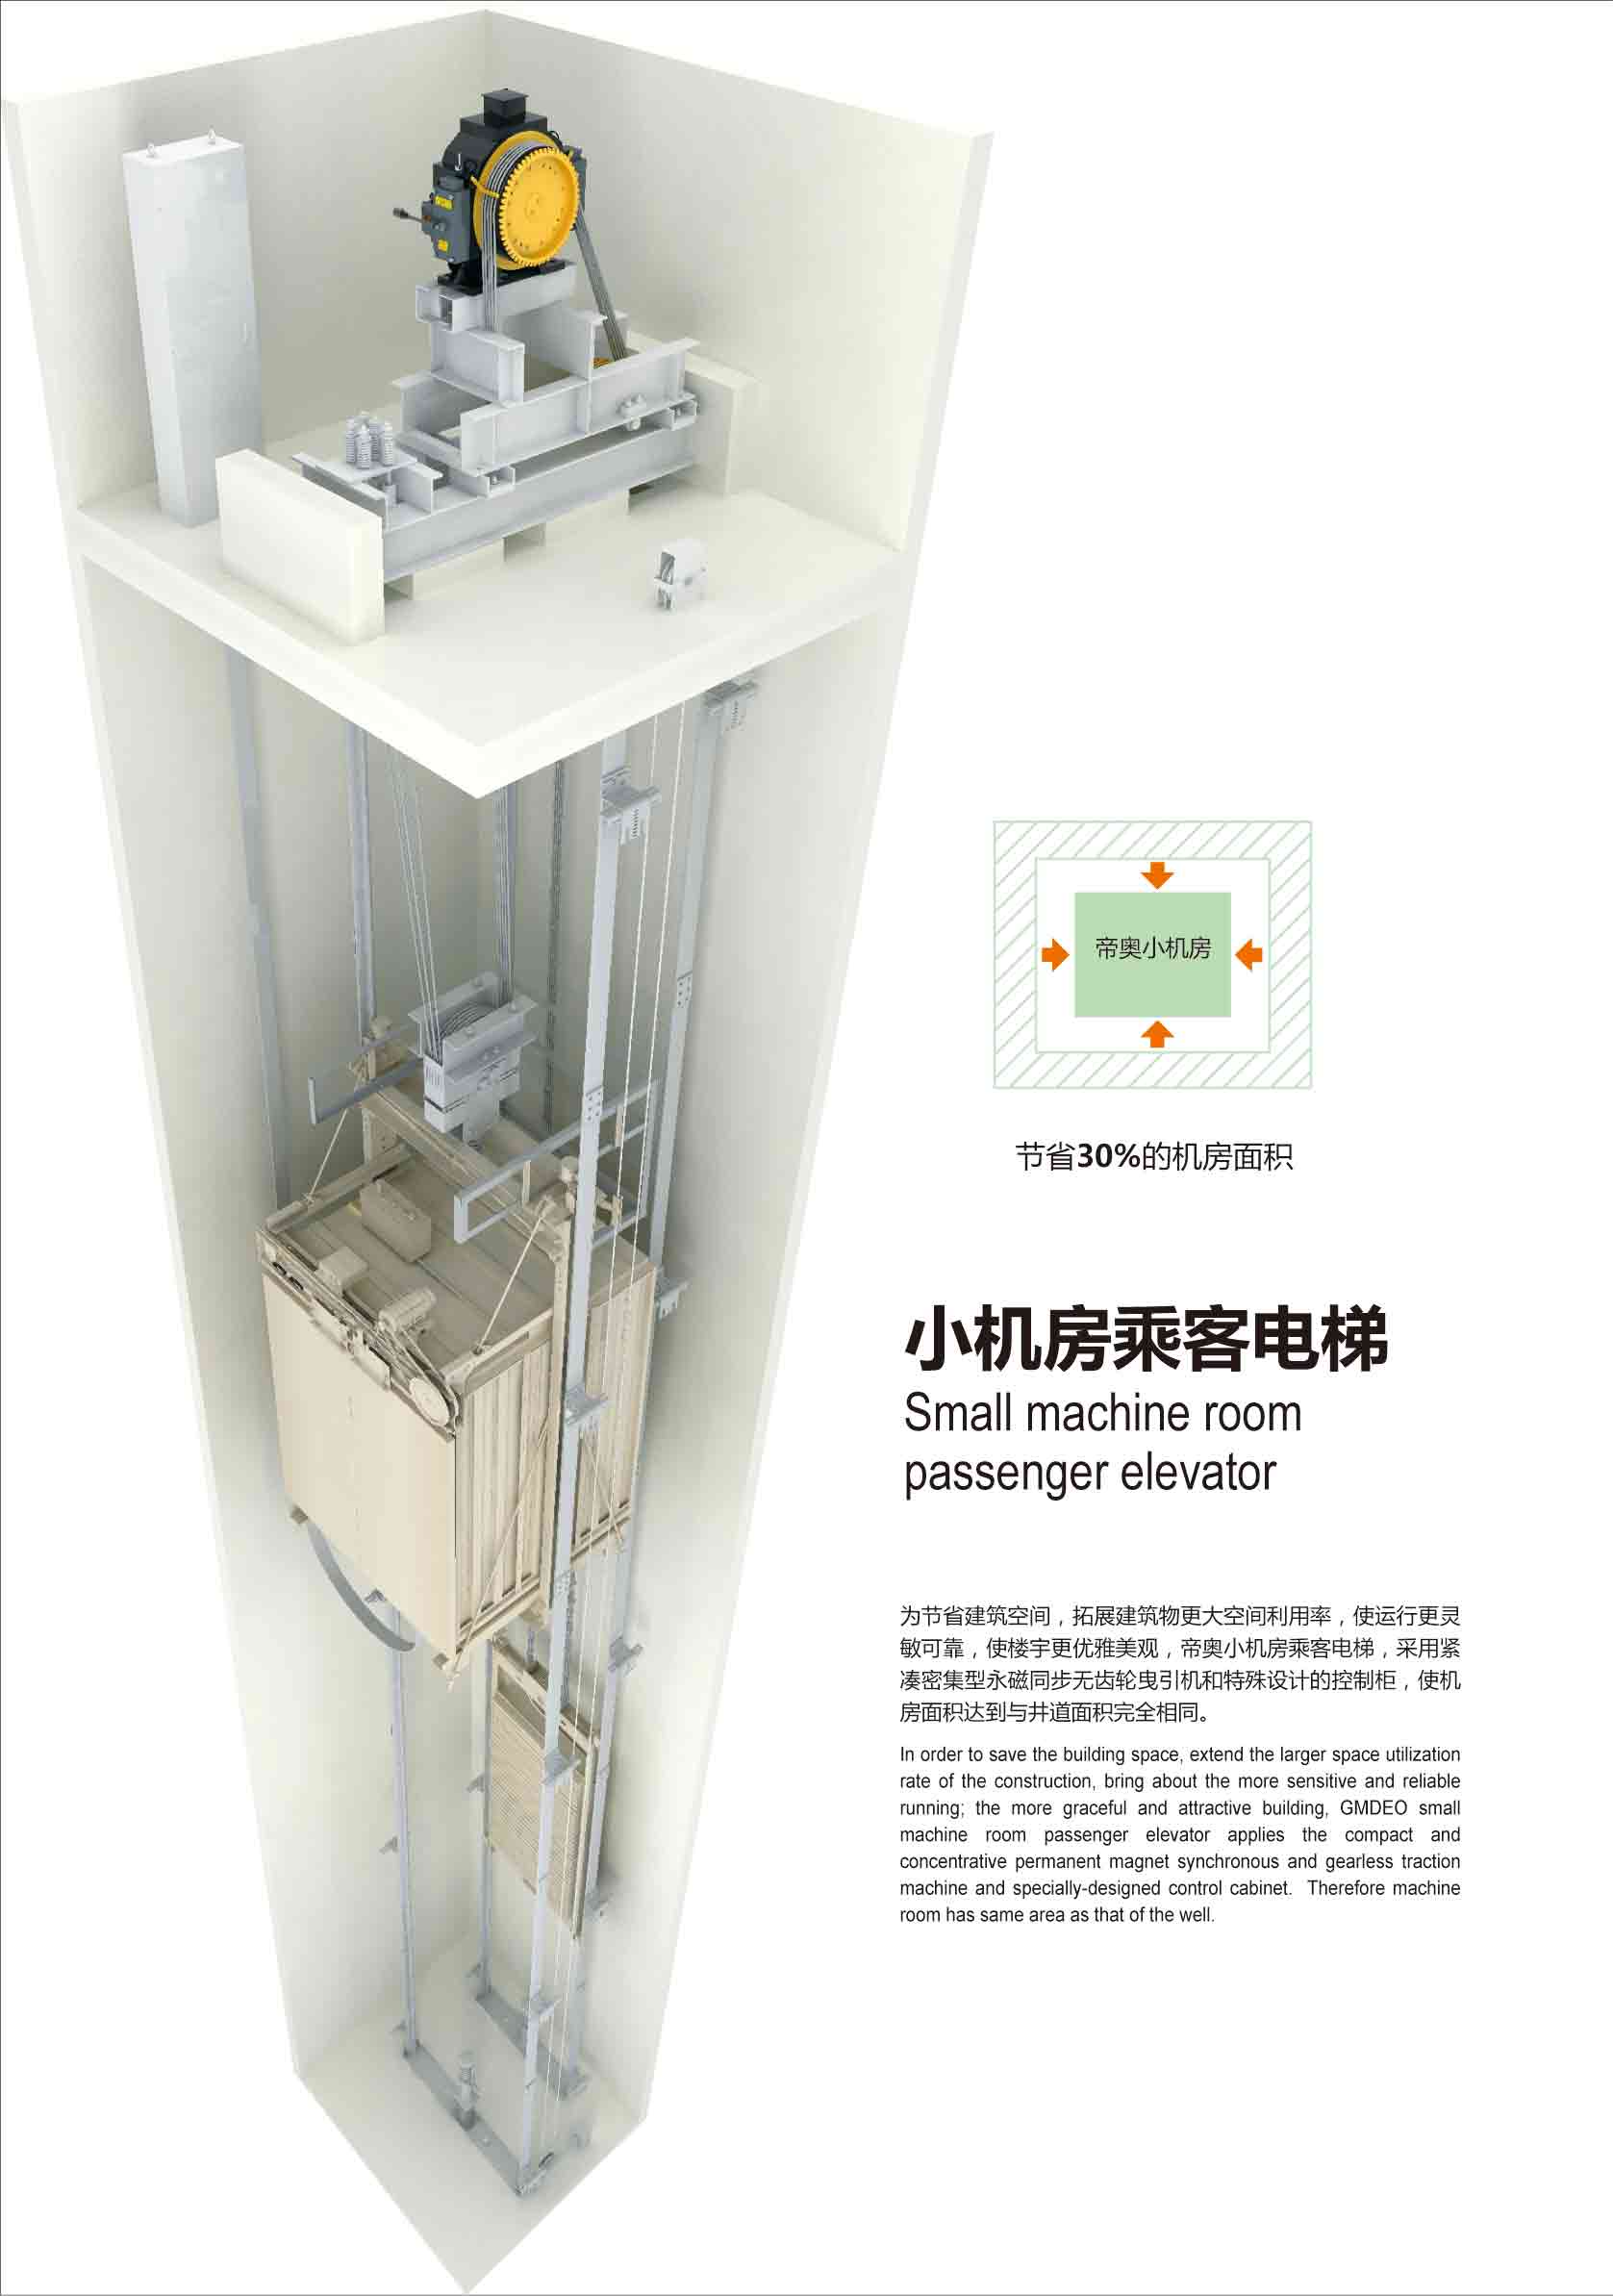 帝奥小机房
节省30%的机房面积
小机房乘客电梯
Small machine room
passenger elevator
为节省建筑空间，拓展建筑物更大空间利用率，使运行更灵
敏可靠，使楼宇更优雅美观，帝奥小机房乘客电梯，采用紧
凑密集型永磁同步无齿轮曳引机和特殊设计的控制柜，使机
房面积达到与井道面积完全相同。
In order to save the building space, extend the larger space utilization
rate of the construction, bring about the more sensitive and reliable
running; the more graceful and attractive building, GMDEO small
machine room passenger elevator applies the compact and
concentrative permanent magnet synchronous and gearless traction
machine and specially-designed control cabinet. Therefore machine
room has same area as that of the well.